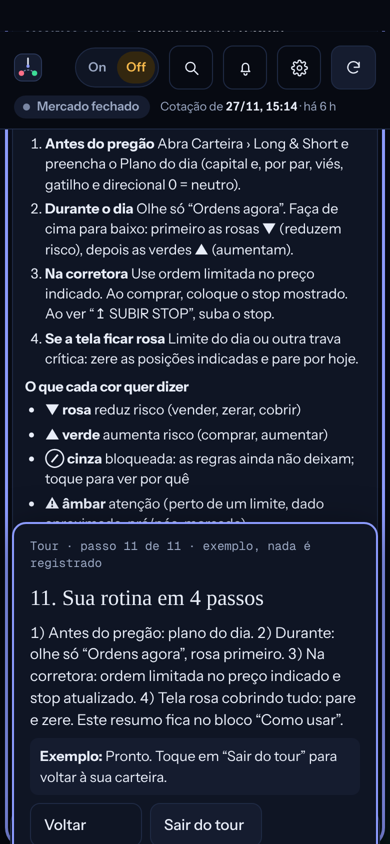 On Off
Mercado fechado Cotação de 27/11, 15:14 · há 6 h
1. Antes do pregão Abra Carteira › Long & Short e
preencha o Plano do dia (capital e, por par, viés,
gatilho e direcional 0 = neutro).
2. Durante o dia Olhe só “Ordens agora”. Faça de
cima para baixo: primeiro as rosas ▼ (reduzem
risco), depois as verdes ▲ (aumentam).
3. Na corretora Use ordem limitada no preço
indicado. Ao comprar, coloque o stop mostrado.
Ao ver “↥ SUBIR STOP”, suba o stop.
4. Se a tela ficar rosa Limite do dia ou outra trava
crítica: zere as posições indicadas e pare por hoje.
O que cada cor quer dizer
• ▼ rosa reduz risco (vender, zerar, cobrir)
• ▲ verde aumenta risco (comprar, aumentar)
• cinza bloqueada: as regras ainda não deixam;
toque para ver por quê
• ⚠ âmbar atenção (perto de um limite, dado
Tour · passo 11 de 11 · exemplo, nada é
registrado
11. Sua rotina em 4 passos
1) Antes do pregão: plano do dia. 2) Durante:
olhe só “Ordens agora”, rosa primeiro. 3) Na
corretora: ordem limitada no preço indicado e
stop atualizado. 4) Tela rosa cobrindo tudo: pare
e zere. Este resumo fica no bloco “Como usar”.
Exemplo: Pronto. Toque em “Sair do tour” para
voltar à sua carteira.
Voltar Sair do tour